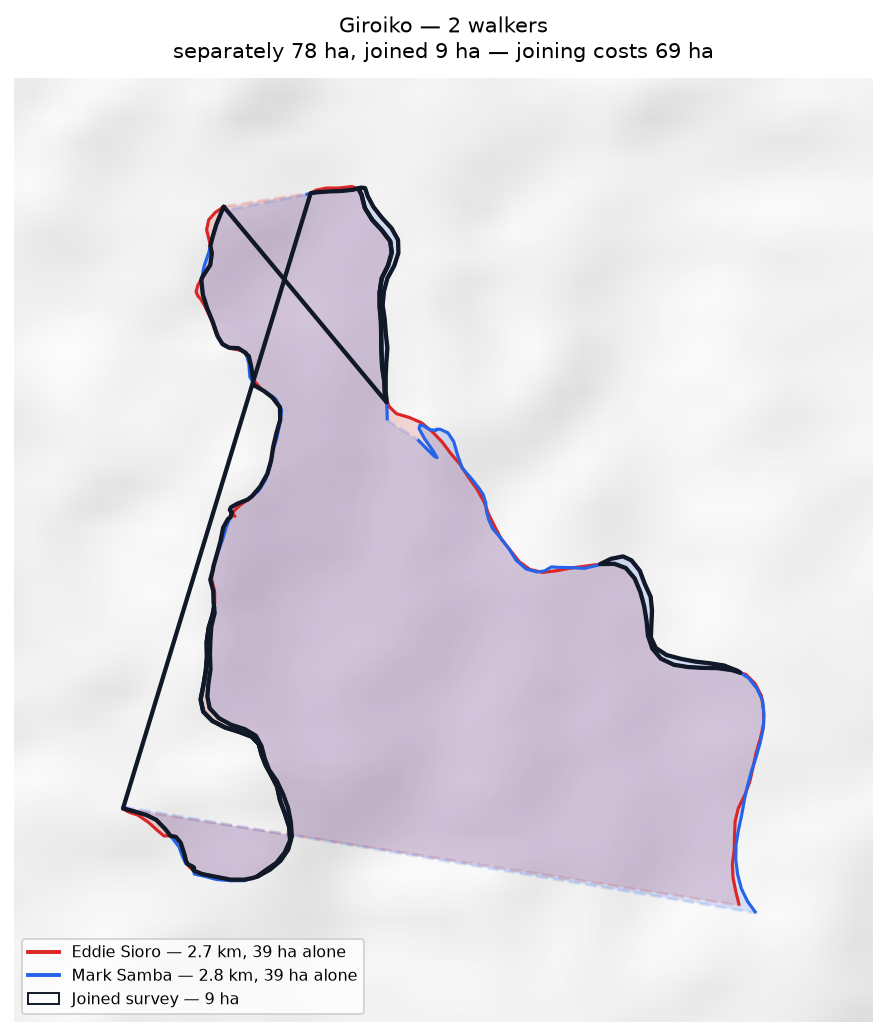 Giroiko — 2 walkers
separately 78 ha, joined 9 ha — joining costs 69 ha
Eddie Sioro — 2.7 km, 39 ha alone
Mark Samba — 2.8 km, 39 ha alone
Joined survey — 9 ha